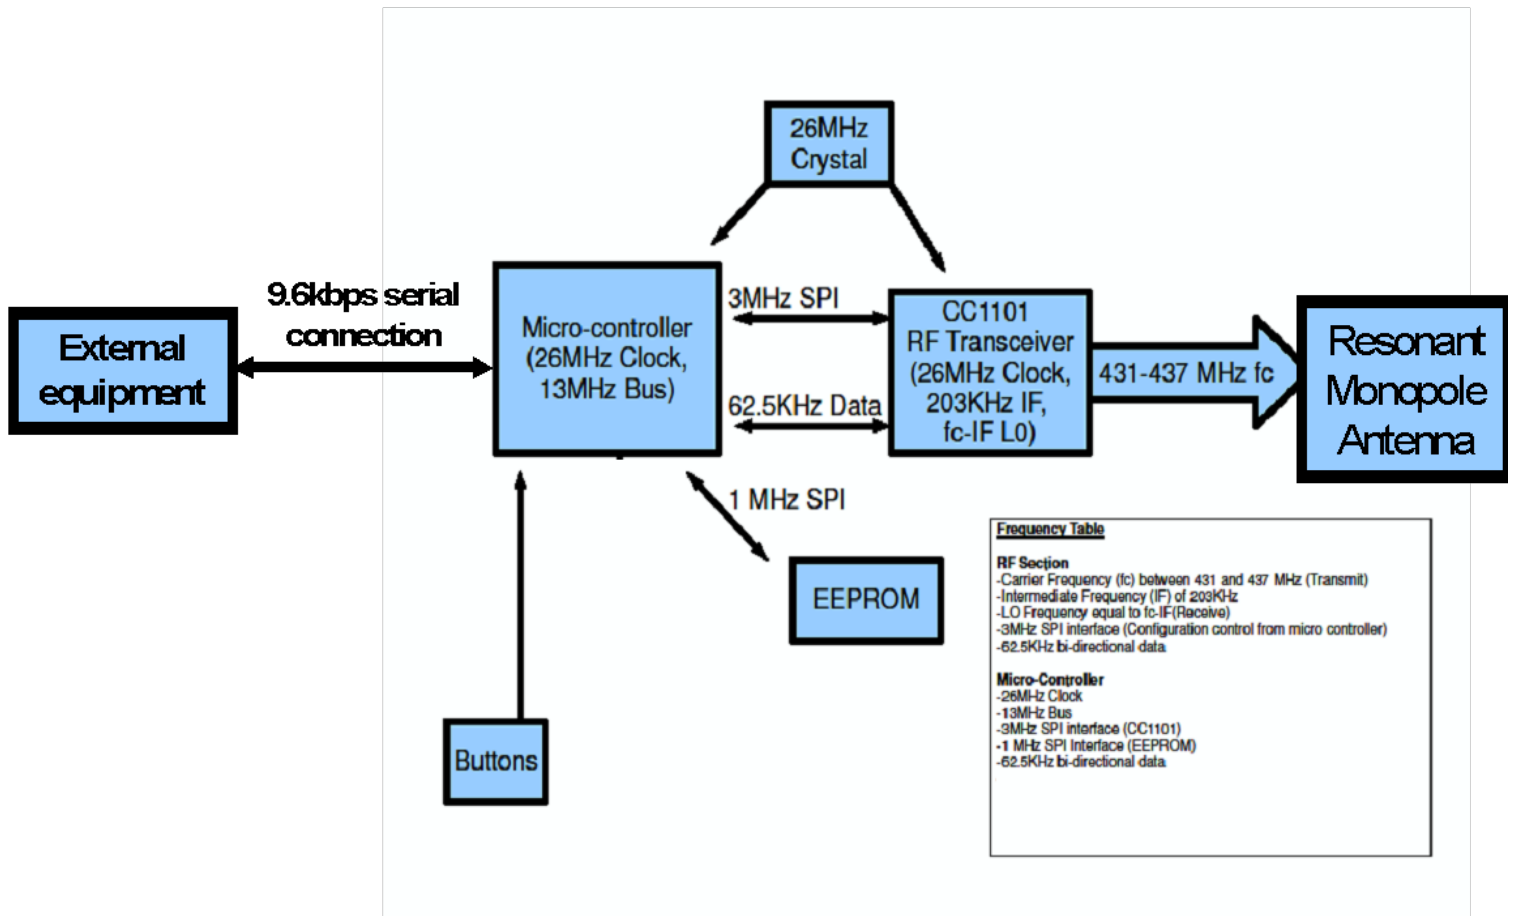 26MHz
Crystal
9.6kbps serial
connection
External
equipment
Micro-controller
(26MHz Clock,
13MHz Bus)
3MHz SPI
62.5KHz Data
CC1101
RF Transceiver
(26MHz Clock,
203KHz IF,
fc-IF L0)
431-437 MHz fc
Resonant
Monopole
Antenna
1 MHz SPI
EEPROM
Buttons
Frequency Table
RF Section
-Carrier Frequency (fc) between 431 and 437 MHz (Transmit)
-Intermediate Frequency (IF) of 203KHz
-LO Frequency equal to fc-IF(Receive)
-3MHz SPI interface (Configuration control from micro controller)
-62.5KHz bi-directional data
Micro-Controller
-26MHz Clock
-13MHz Bus
-3MHz SPI interface (CC1101)
-1 MHz SPI Interface (EEPROM)
-62.5KHz bi-directional data